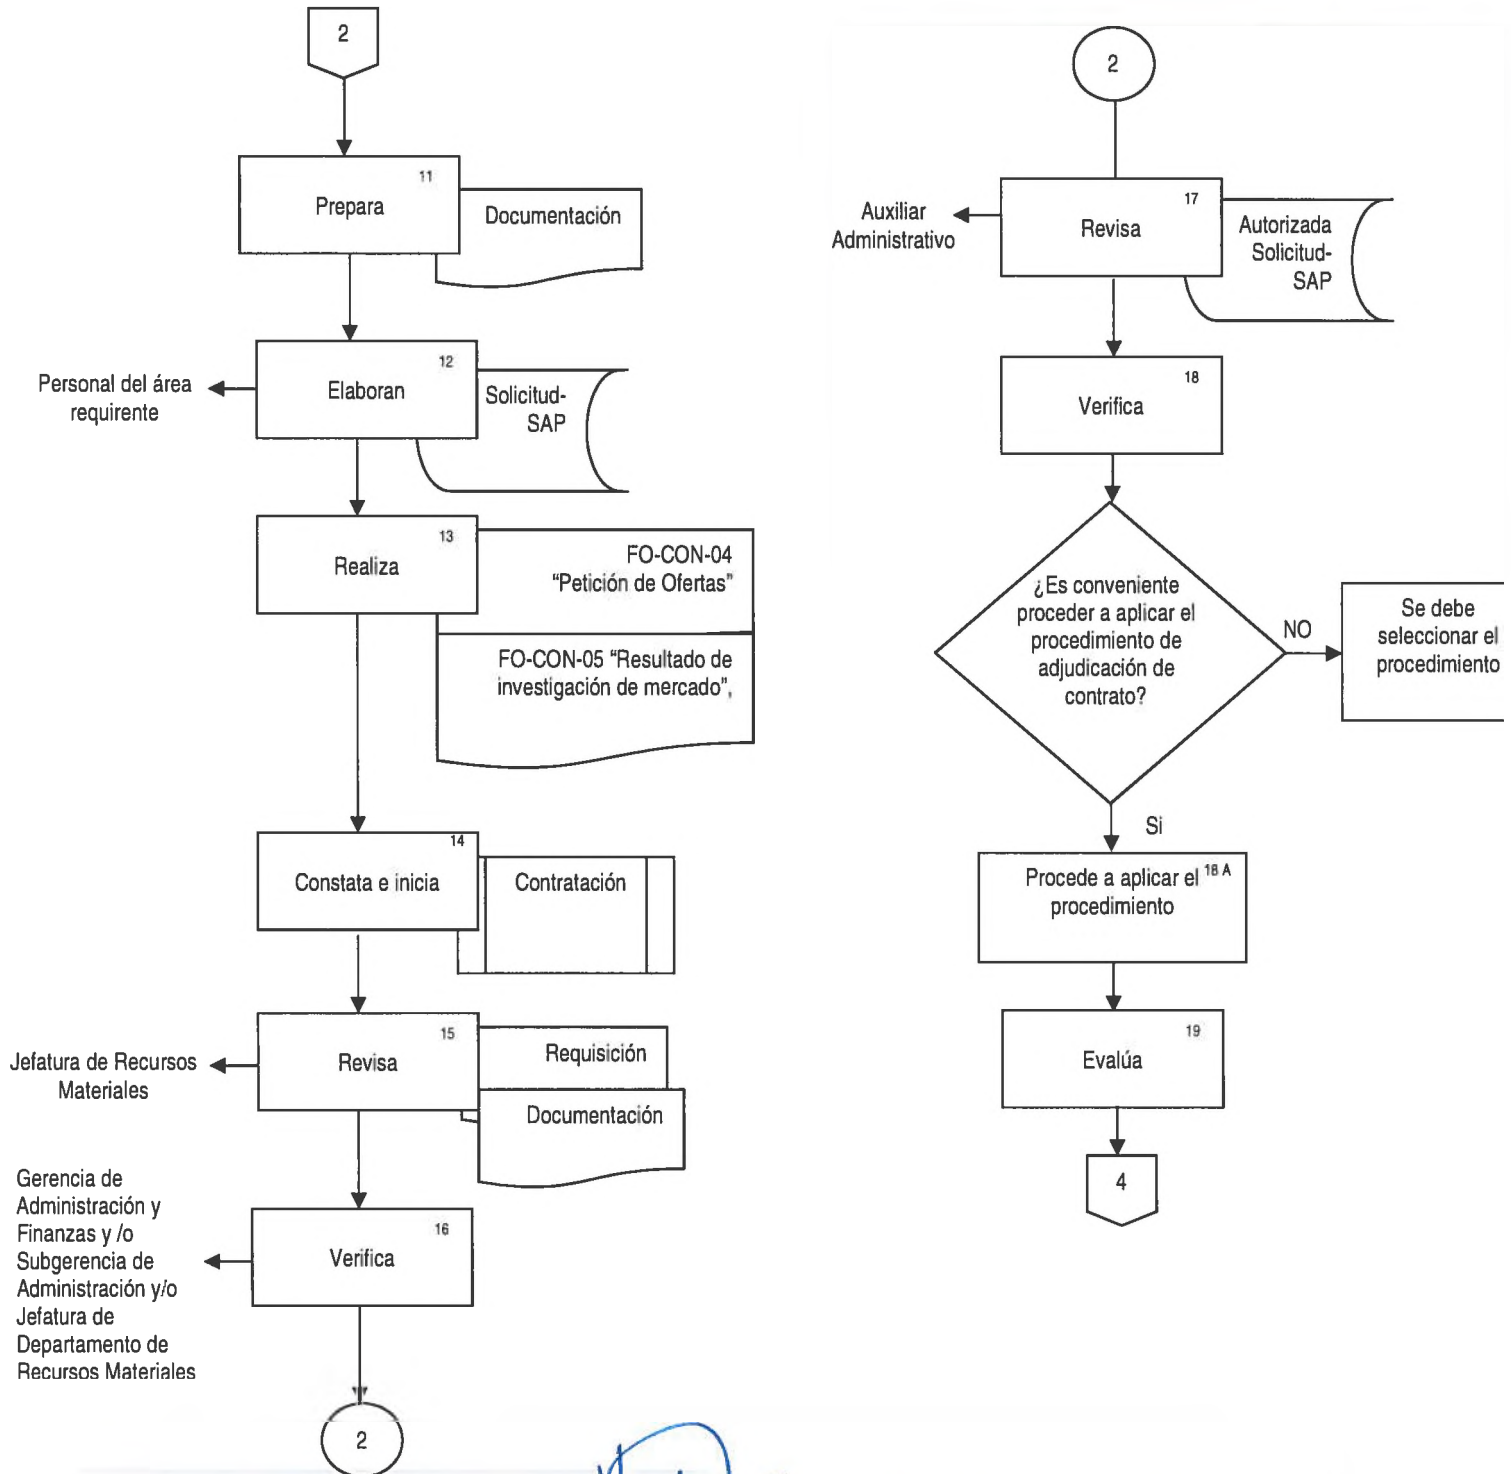 2
11
Prepara
Documentación
12
Elaboran
Personal del área
requirente
Solicitud-
SAP
13
Realiza
FO-CON-04
“Petición de Ofertas”
FO-CON-05 “Resultado de
investigación de mercado”,
14
Constata e inicia
Contratación
15
Revisa
Jefatura de Recursos
Materiales
Requisición
Documentación
16
Verifica
Gerencia de
Administración y
Finanzas y /o
Subgerencia de
Administración y/o
Jefatura de
Departamento de
Recursos Materiales
2
2
17
Revisa
Auxiliar
Administrativo
Autorizada
Solicitud-
SAP
18
Verifica
¿Es conveniente
proceder a aplicar el
procedimiento de
adjudicación de
contrato?
NO
Se debe
seleccionar el
procedimiento
Si
Procede a aplicar el 18 A
procedimiento
19
Evalúa
4